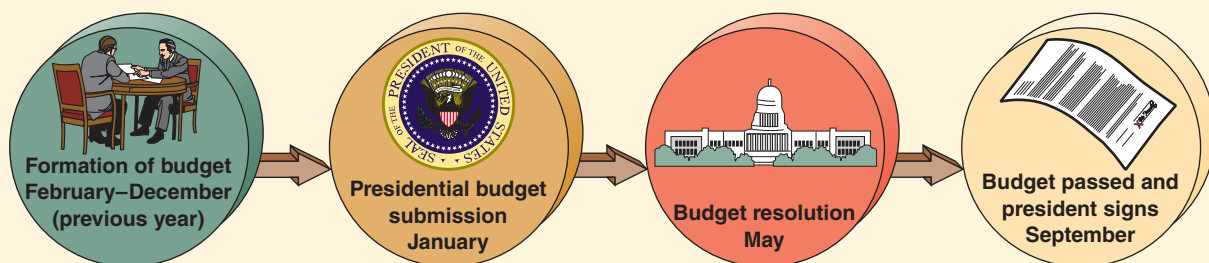 Formation of budget
February–December
(previous year)
SEAL OF THE PRESIDENT OF THE UNITED STATES
Presidential budget
submission
January
Budget resolution
May
Budget passed and
president signs
September